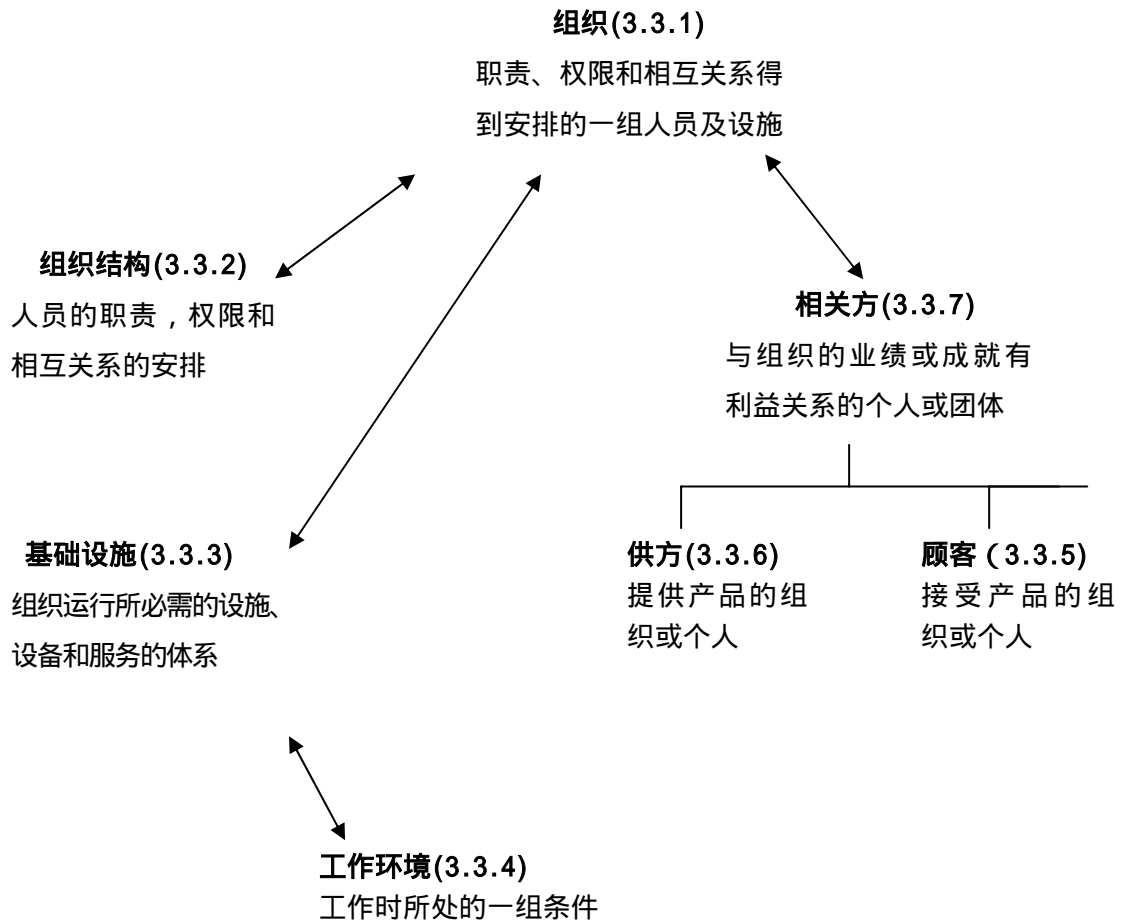 组织(3.3.1)
职责、权限和相互关系得
到安排的一组人员及设施
组织结构(3.3.2)
人员的职责，权限和
相互关系的安排
相关方(3.3.7)
与组织的业绩或成就有
利益关系的个人或团体
基础设施(3.3.3)
组织运行所必需的设施、
设备和服务的体系
供方(3.3.6)
提供产品的组
织或个人
顾客（3.3.5)
接受产品的组
织或个人
工作环境(3.3.4)
工作时所处的一组条件